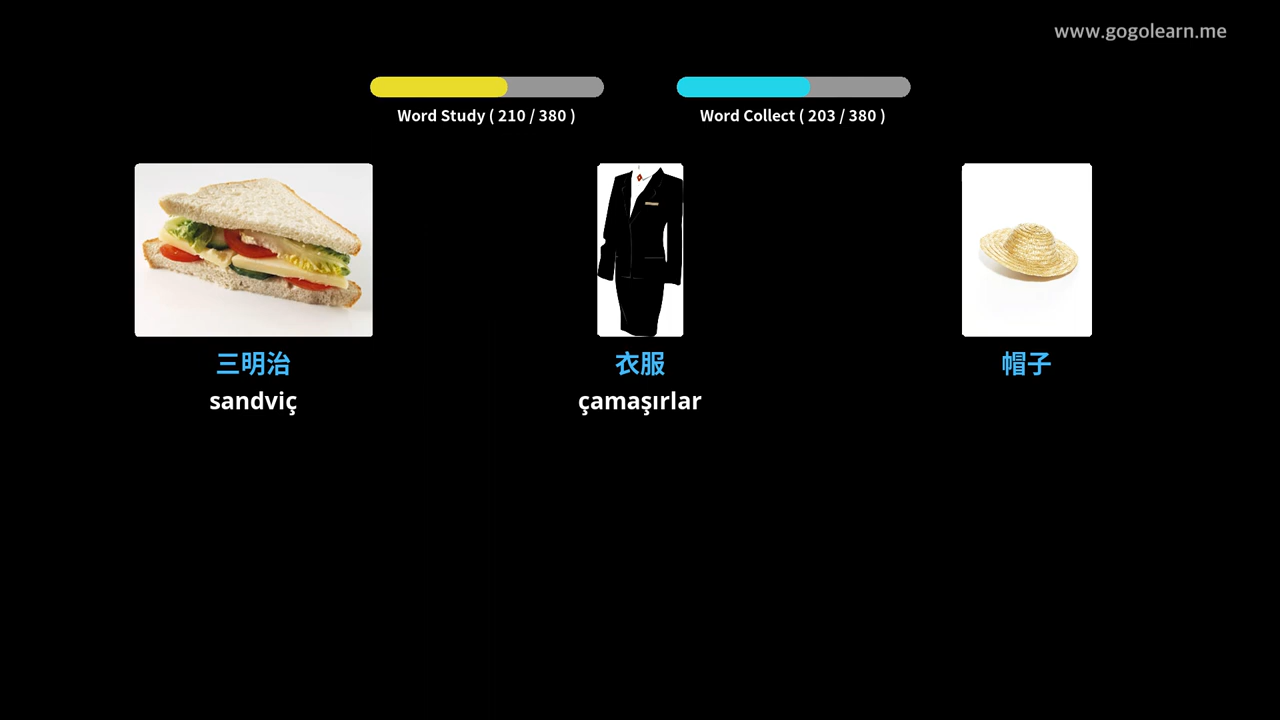 www.gogolearn.me
Word Study ( 210 / 380 )
Word Collect ( 203 / 380 )
三明治
衣服
帽子
sandviç
çamaşırlar